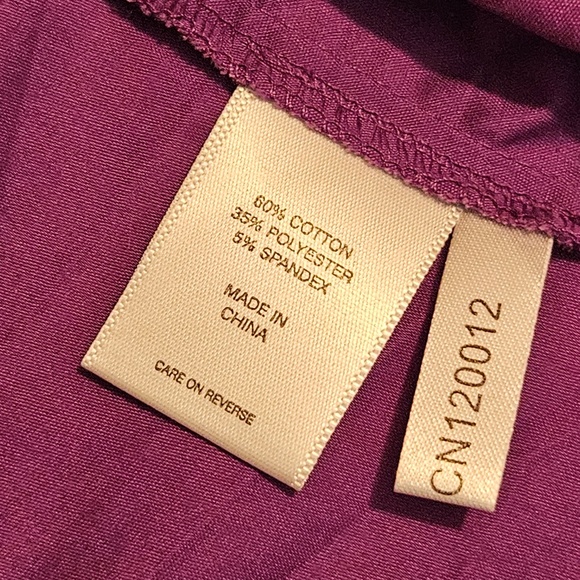 60% COTTON
35% POLYESTER
5% SPANDEX
MADE IN
CHINA
CARE ON REVERSE
CN120012